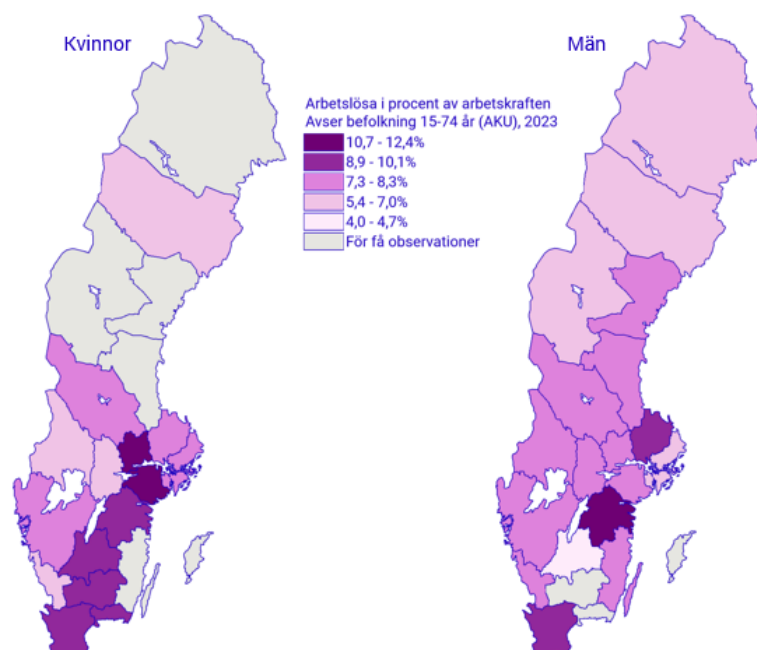 Kvinnor
Män
Arbetslösa i procent av arbetskraften
Avser befolkning 15-74 år (AKU), 2023
10,7 - 12,4%
8,9 - 10,1%
7,3 - 8,3%
5,4 - 7,0%
4,0 - 4,7%
För få observationer